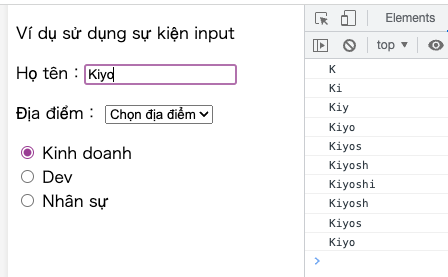 Ví dụ sử dụng sự kiện input
Họ tên：Kiyo
Địa điểm： Chọn địa điểm
Kinh doanh
Dev
Nhân sự
Elements
top
K
Ki
Kiy
Kiyo
Kiyos
Kiyosh
Kiyoshi
Kiyosh
Kiyos
Kiyo